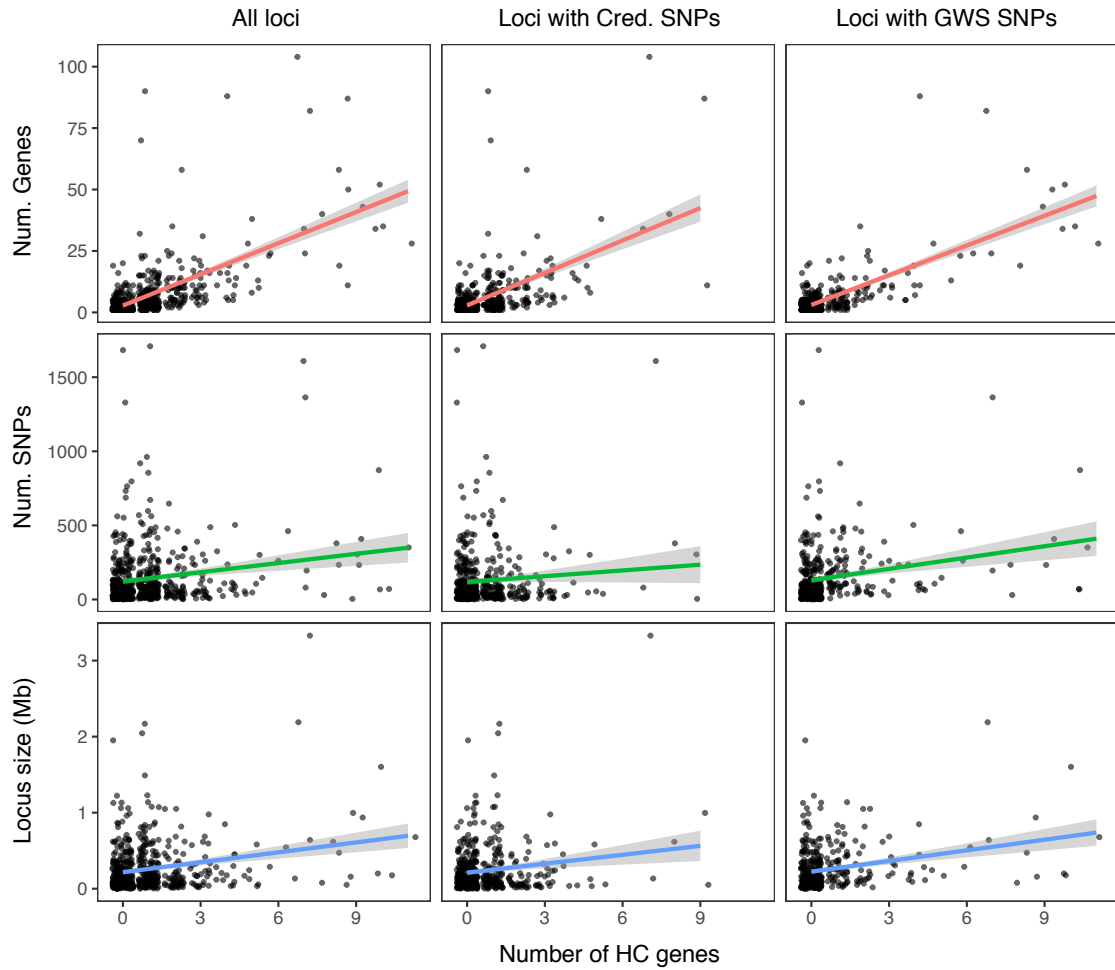 All loci Loci with Cred. SNPs Loci with GWS SNPs
Num. Genes
100
75
50
25
0
Num. SNPs
1500
1000
500
0
Locus size (Mb)
3
2
1
0
0 3 6 9 0 3 6 9 0 3 6 9
Number of HC genes